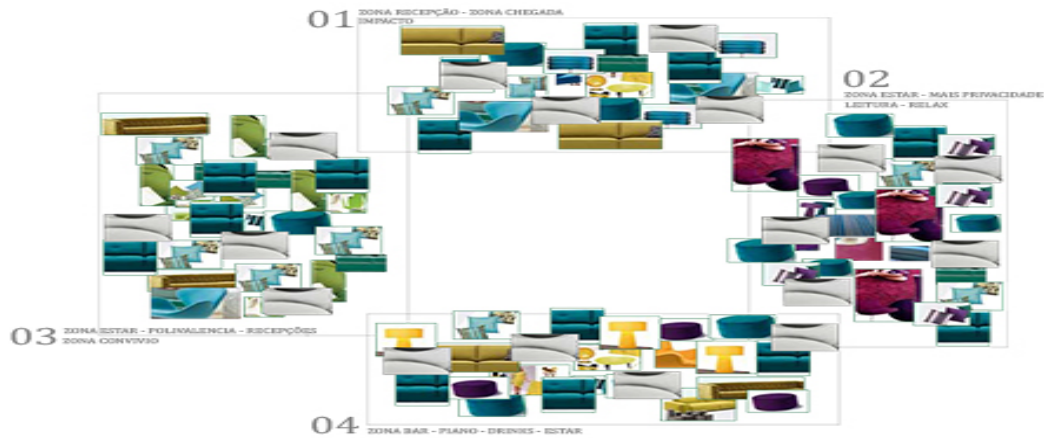 01 ZONA RECEPÇÃO - ZONA CHEGADA
IMPACTO
02
ZONA ESTAR - MAIS PRIVACIDADE
LEITURA - RELAX
03 ZONA ESTAR - POLIVALENCIA - RECEPÇÕES
ZONA CONVIVIO
04 ZONA BAR - PIANO - DRINKS - ESTAR